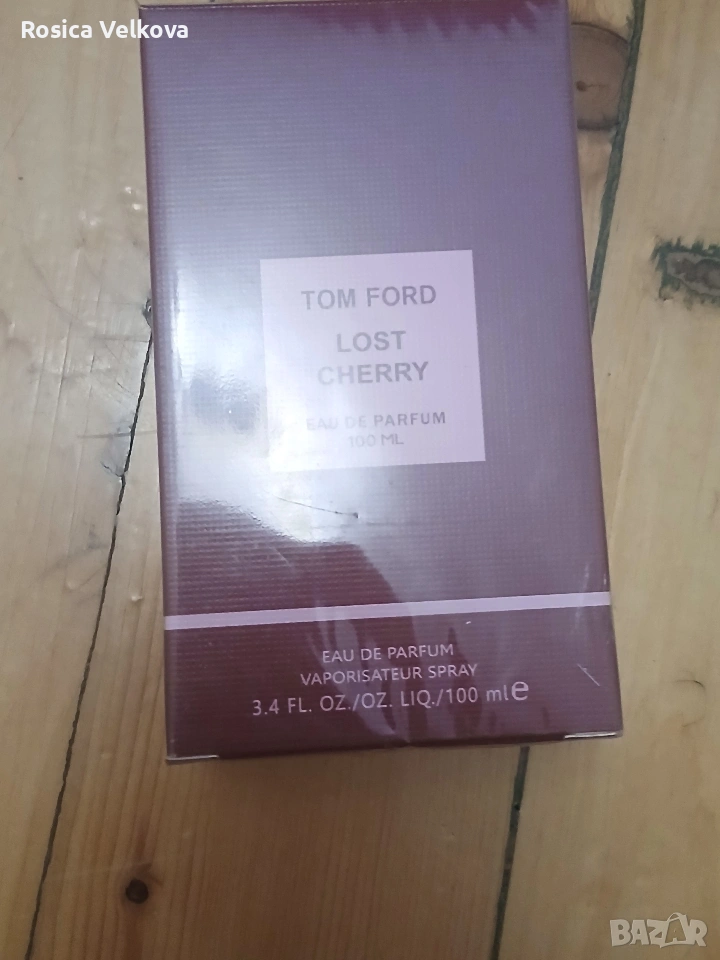 Rosica Velkova
TOM FORD
LOST
CHERRY
EAU DE PARFUM
100 ML
EAU DE PARFUM
VAPORISATEUR SPRAY
3.4 FL. OZ./OZ. LIQ./100 ml e
BAZAR